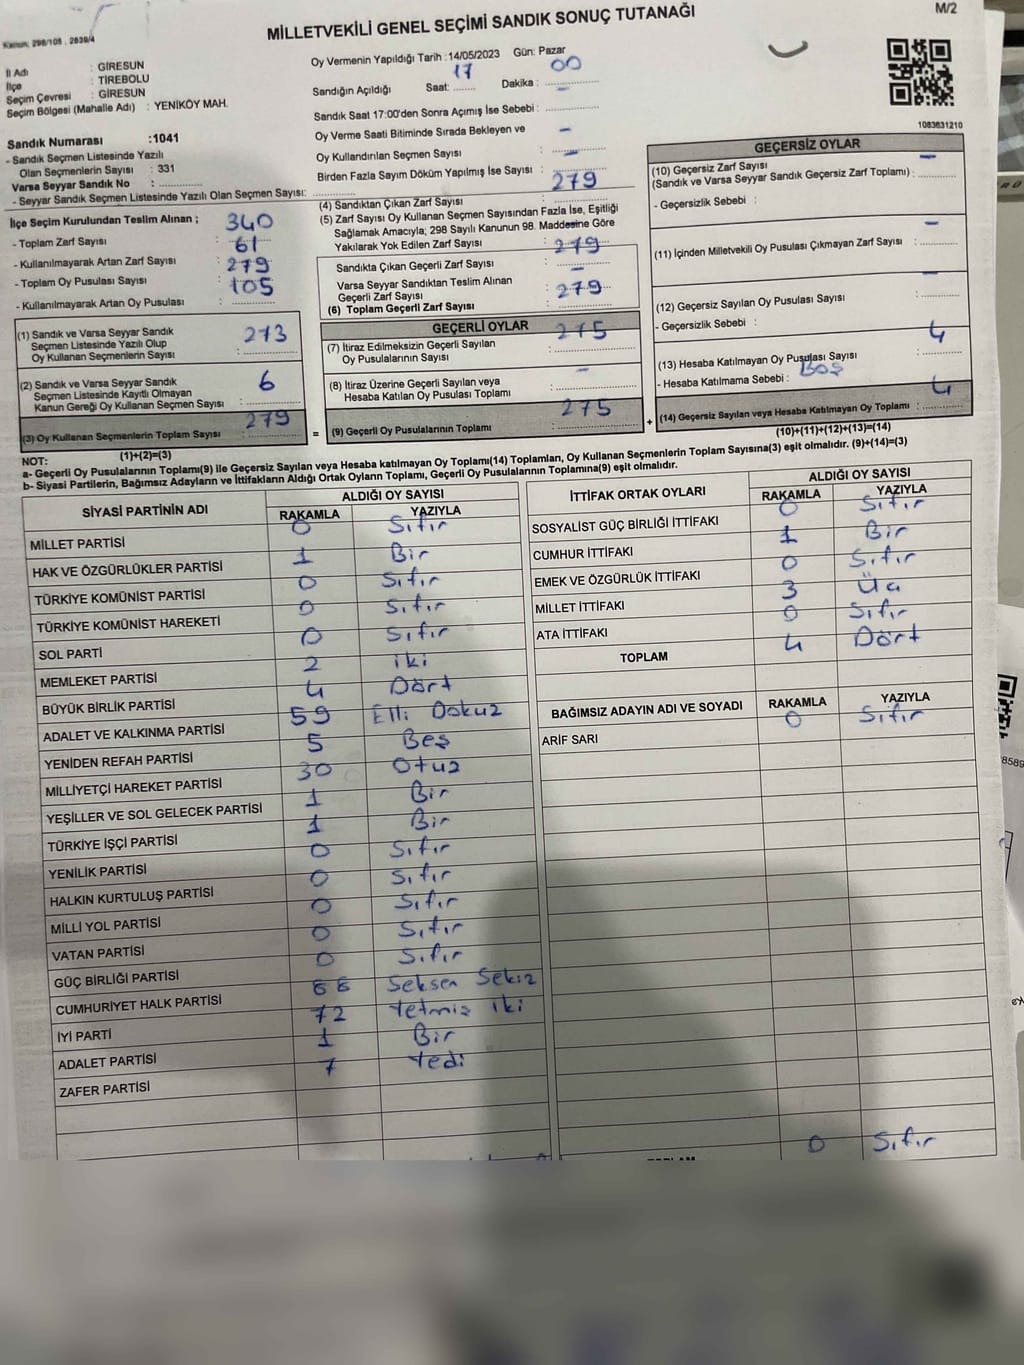 Kanun: 298/105 , 2839/4
MİLLETVEKİLİ GENEL SEÇİMİ SANDIK SONUÇ TUTANAĞI
M/2
İl Adı : GİRESUN
İlçe : TİREBOLU
Seçim Çevresi : GİRESUN
Seçim Bölgesi (Mahalle Adı) : YENİKÖY MAH.
Sandık Numarası :1041
- Sandık Seçmen Listesinde Yazılı
Olan Seçmenlerin Sayısı : 331
Varsa Seyyar Sandık No : ..............
- Seyyar Sandık Seçmen Listesinde Yazılı Olan Seçmen Sayısı: ..............
Oy Vermenin Yapıldığı Tarih :14/05/2023 Gün: Pazar
Sandığın Açıldığı Saat: 17 Dakika : 00
Sandık Saat 17:00'den Sonra Açımış İse Sebebi : -
Oy Verme Saati Bitiminde Sırada Bekleyen ve
Oy Kullandırılan Seçmen Sayısı : -
Birden Fazla Sayım Döküm Yapılmış İse Sayısı : -
1083631210
İlçe Seçim Kurulundan Teslim Alınan ;
- Toplam Zarf Sayısı : 340
- Kullanılmayarak Artan Zarf Sayısı : 61
- Toplam Oy Pusulası Sayısı : 279
- Kullanılmayarak Artan Oy Pusulası : 105
(1) Sandık ve Varsa Seyyar Sandık
Seçmen Listesinde Yazılı Olup
Oy Kullanan Seçmenlerin Sayısı : 273
(2) Sandık ve Varsa Seyyar Sandık
Seçmen Listesinde Kayıtlı Olmayan
Kanun Gereği Oy Kullanan Seçmen Sayısı : 6
(3) Oy Kullanan Seçmenlerin Toplam Sayısı : 279
(1)+(2)=(3)
(4) Sandıktan Çıkan Zarf Sayısı : 279
(5) Zarf Sayısı Oy Kullanan Seçmen Sayısından Fazla İse, Eşitliği
Sağlamak Amacıyla; 298 Sayılı Kanunun 98. Maddesine Göre
Yakılarak Yok Edilen Zarf Sayısı :
Sandıkta Çıkan Geçerli Zarf Sayısı : 279
Varsa Seyyar Sandıktan Teslim Alınan
Geçerli Zarf Sayısı : -
(6) Toplam Geçerli Zarf Sayısı : 279
GEÇERLİ OYLAR
(7) İtiraz Edilmeksizin Geçerli Sayılan
Oy Pusulalarının Sayısı : 275
(8) İtiraz Üzerine Geçerli Sayılan veya
Hesaba Katılan Oy Pusulası Toplamı : -
= (9) Geçerli Oy Pusulalarının Toplamı : 275
GEÇERSİZ OYLAR
(10) Geçersiz Zarf Sayısı
(Sandık ve Varsa Seyyar Sandık Geçersiz Zarf Toplamı) : -
- Geçersizlik Sebebi :
(11) İçinden Milletvekili Oy Pusulası Çıkmayan Zarf Sayısı : -
(12) Geçersiz Sayılan Oy Pusulası Sayısı : -
- Geçersizlik Sebebi :
(13) Hesaba Katılmayan Oy Pusulası Sayısı : 4
- Hesaba Katılmama Sebebi : Boş
+ (14) Geçersiz Sayılan veya Hesaba Katılmayan Oy Toplamı : 4
(10)+(11)+(12)+(13)=(14)
NOT:
a- Geçerli Oy Pusulalarının Toplamı(9) ile Geçersiz Sayılan veya Hesaba katılmayan Oy Toplamı(14) Toplamları, Oy Kullanan Seçmenlerin Toplam Sayısına(3) eşit olmalıdır. (9)+(14)=(3)
b- Siyasi Partilerin, Bağımsız Adayların ve İttifakların Aldığı Ortak Oyların Toplamı, Geçerli Oy Pusulalarının Toplamına(9) eşit olmalıdır.
SİYASİ PARTİNİN ADI
ALDIĞI OY SAYISI
RAKAMLA YAZIYLA
MİLLET PARTİSİ 0 Sıfır
HAK VE ÖZGÜRLÜKLER PARTİSİ 1 Bir
TÜRKİYE KOMÜNİST PARTİSİ 0 Sıfır
TÜRKİYE KOMÜNİST HAREKETİ 0 Sıfır
SOL PARTİ 0 Sıfır
MEMLEKET PARTİSİ 2 iki
BÜYÜK BİRLİK PARTİSİ 4 Dört
ADALET VE KALKINMA PARTİSİ 59 Elli Dokuz
YENİDEN REFAH PARTİSİ 5 Beş
MİLLİYETÇİ HAREKET PARTİSİ 30 Otuz
YEŞİLLER VE SOL GELECEK PARTİSİ 1 Bir
TÜRKİYE İŞÇİ PARTİSİ 1 Bir
YENİLİK PARTİSİ 0 Sıfır
HALKIN KURTULUŞ PARTİSİ 0 Sıfır
MİLLİ YOL PARTİSİ 0 Sıfır
VATAN PARTİSİ 0 Sıfır
GÜÇ BİRLİĞİ PARTİSİ 0 Sıfır
CUMHURİYET HALK PARTİSİ 88 Seksen Sekiz
İYİ PARTİ 72 Yetmiş iki
ADALET PARTİSİ 1 Bir
ZAFER PARTİSİ 7 Yedi
İTTİFAK ORTAK OYLARI
ALDIĞI OY SAYISI
RAKAMLA YAZIYLA
SOSYALİST GÜÇ BİRLİĞİ İTTİFAKI 0 Sıfır
CUMHUR İTTİFAKI 1 Bir
EMEK VE ÖZGÜRLÜK İTTİFAKI 0 Sıfır
MİLLET İTTİFAKI 3 Üç
ATA İTTİFAKI 0 Sıfır
TOPLAM 4 Dört
BAĞIMSIZ ADAYIN ADI VE SOYADI RAKAMLA YAZIYLA
ARİF SARI 0 Sıfır
0 Sıfır
8589